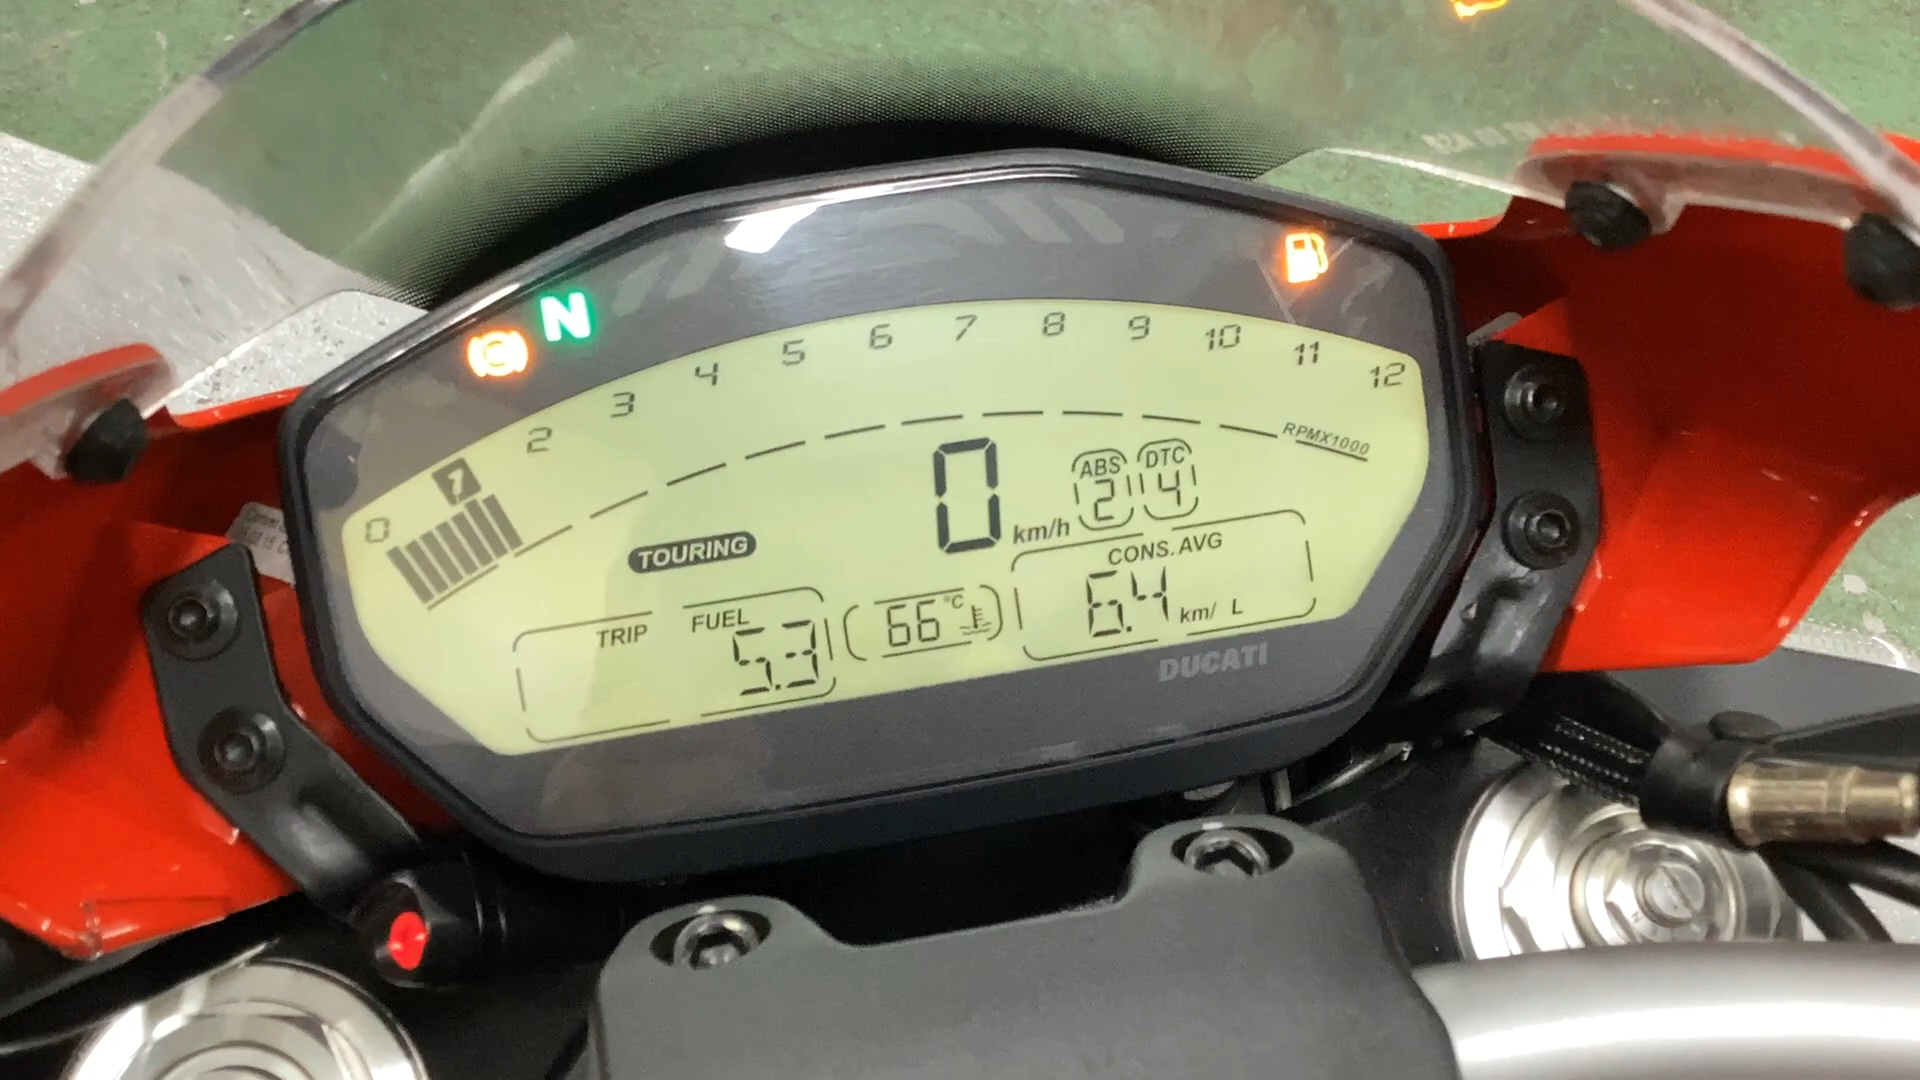 N
0 1 2 3 4 5 6 7 8 9 10 11 12
RPMX1000
0 km/h
ABS 2
DTC 4
TOURING
CONS. AVG
6.4 km/ L
TRIP FUEL
5.3
66 °C
DUCATI